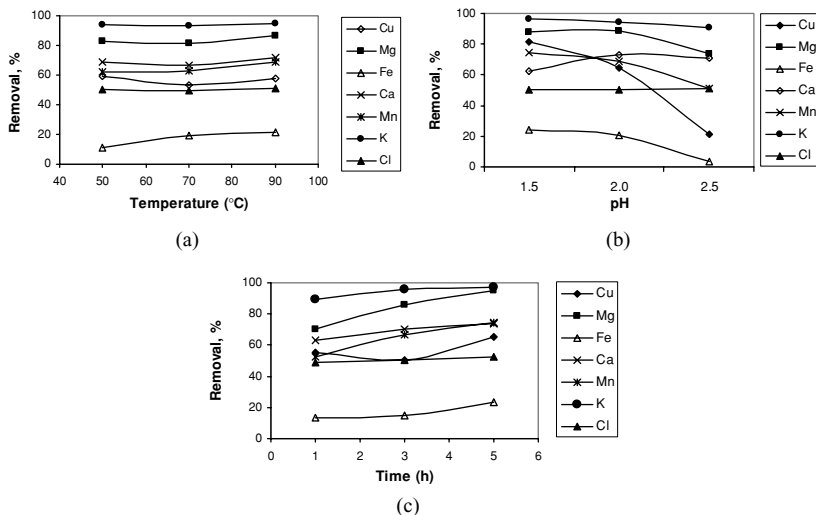 100
80
60
40
20
0
Removal, %
40
50
60
70
80
90
100
Temperature (°C)
Cu
Mg
Fe
Ca
Mn
K
Cl
(a)
100
80
60
40
20
0
Removal, %
1.5
2.0
2.5
pH
Cu
Mg
Fe
Ca
Mn
K
Cl
(b)
100
80
60
40
20
0
Removal, %
0
1
2
3
4
5
6
Time (h)
Cu
Mg
Fe
Ca
Mn
K
Cl
(c)